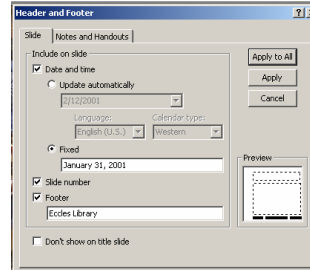 Header and Footer
Slide Notes and Handouts
Include on slide
Date and time
Update automatically
2/12/2001
Language: Calendar type:
English (U.S.) Western
Fixed
January 31, 2001
Slide number
Footer
Eccles Library
Don't show on title slide
Apply to All
Apply
Cancel
Preview